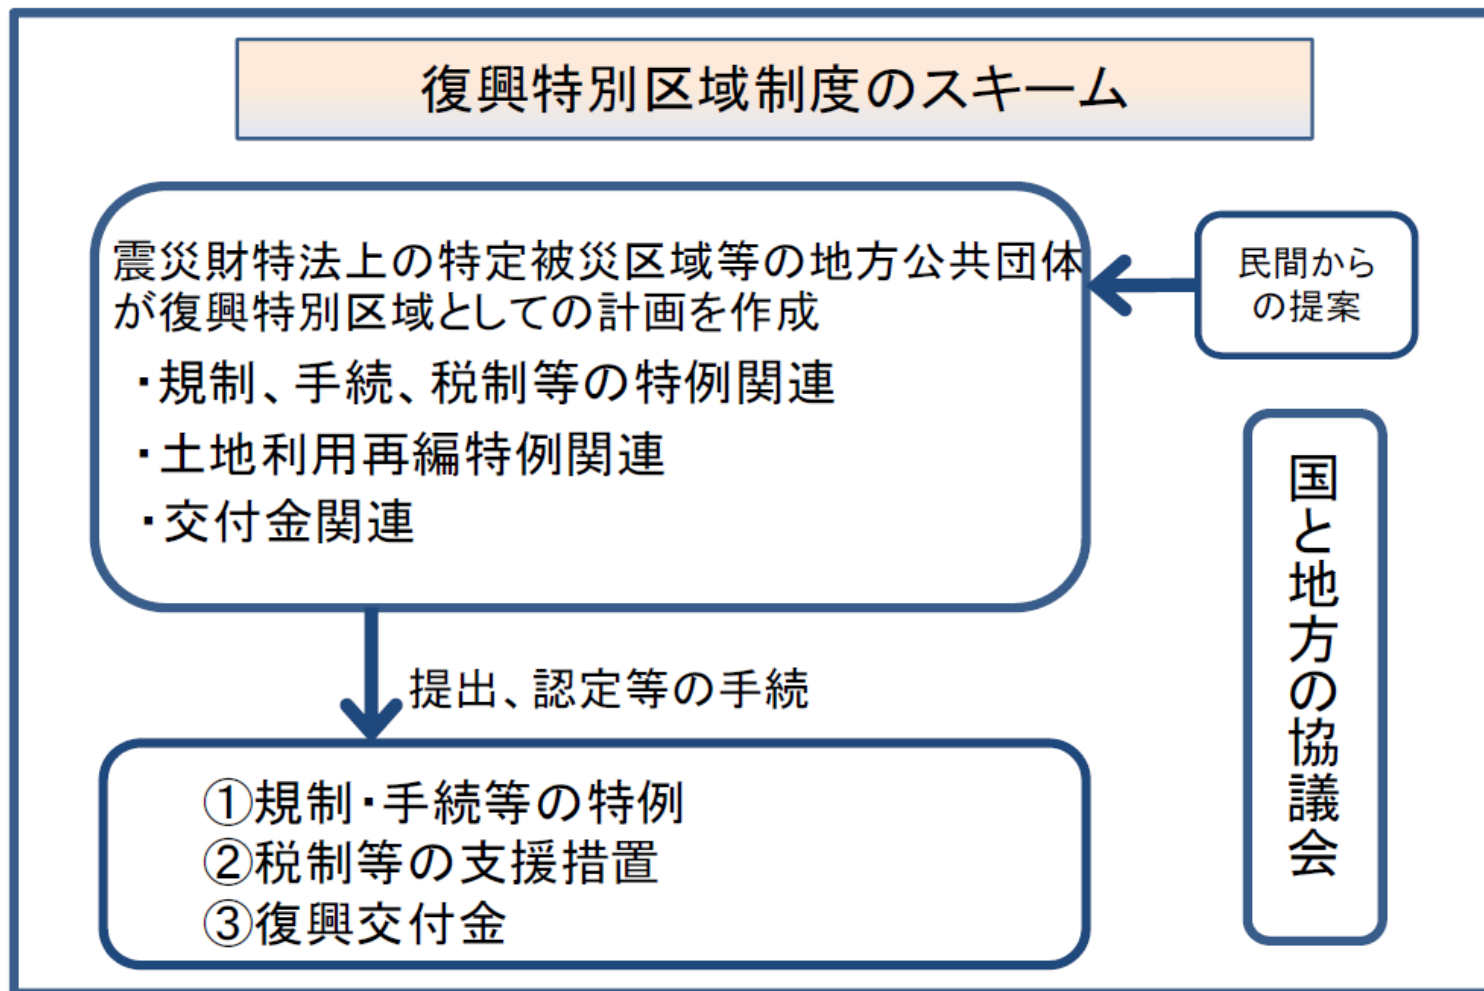 復興特別区域制度のスキーム
震災財特法上の特定被災区域等の地方公共団体
が復興特別区域としての計画を作成
・規制、手続、税制等の特例関連
・土地利用再編特例関連
・交付金関連
民間から
の提案
国と地方の協議会
提出、認定等の手続
①規制・手続等の特例
②税制等の支援措置
③復興交付金